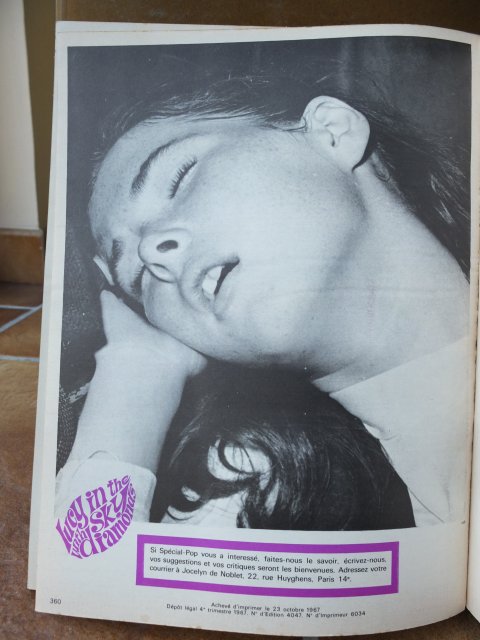 lucy in the
sky
with
diamonds
Si Spécial-Pop vous a interessé, faites-nous le savoir, écrivez-nous,
vos suggestions et vos critiques seront les bienvenues. Adressez votre
courrier à Jocelyn de Noblet, 22, rue Huyghens. Paris 14e.
360
Achevé d'imprimer le 23 octobre 1967
Dépôt légal 4e trimestre 1967. N° d'Edition 4047. N° d'Imprimeur 6034